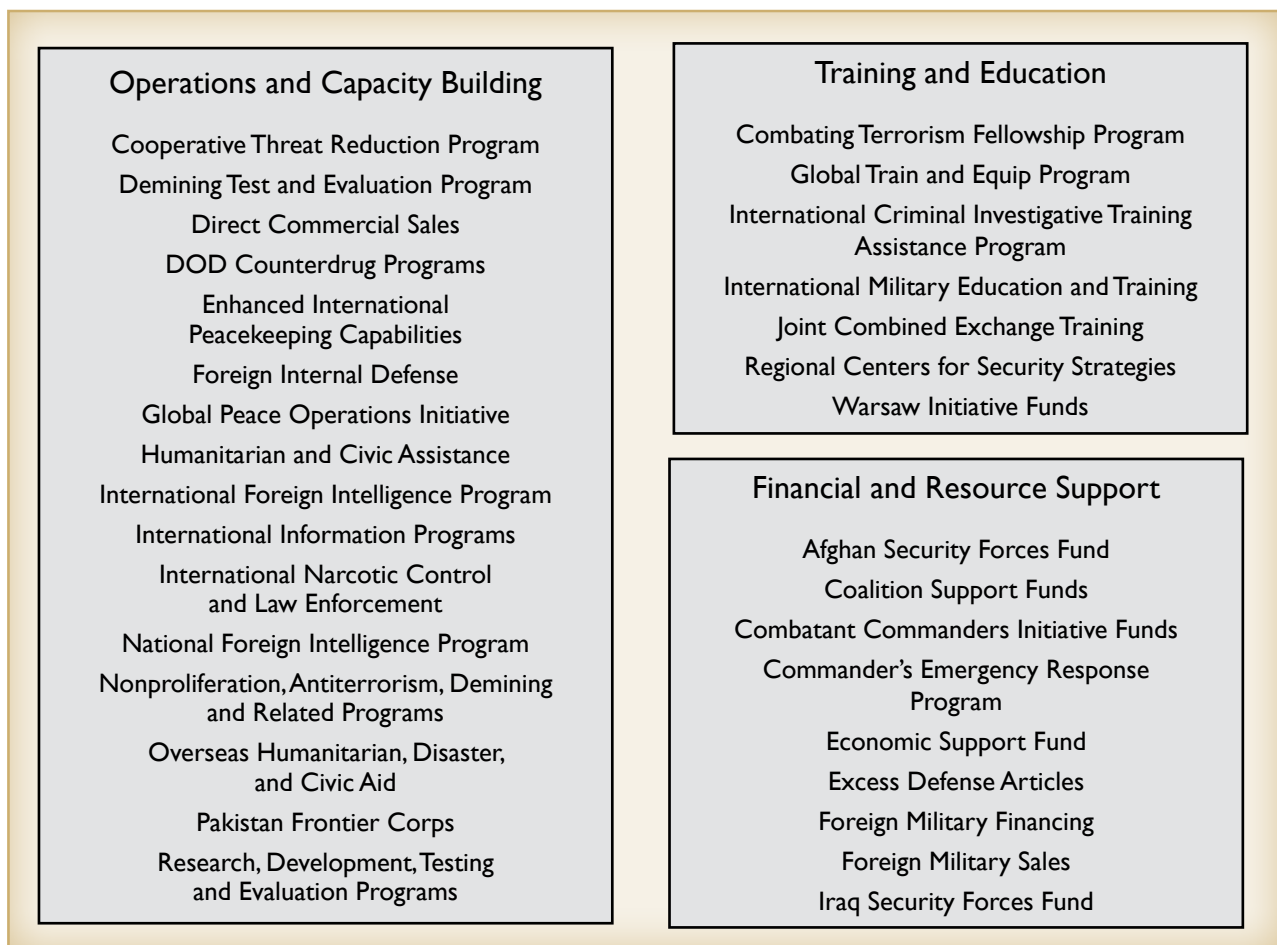 Operations and Capacity Building
Cooperative Threat Reduction Program
Demining Test and Evaluation Program
Direct Commercial Sales
DOD Counterdrug Programs
Enhanced International
Peacekeeping Capabilities
Foreign Internal Defense
Global Peace Operations Initiative
Humanitarian and Civic Assistance
International Foreign Intelligence Program
International Information Programs
International Narcotic Control
and Law Enforcement
National Foreign Intelligence Program
Nonproliferation, Antiterrorism, Demining
and Related Programs
Overseas Humanitarian, Disaster,
and Civic Aid
Pakistan Frontier Corps
Research, Development, Testing
and Evaluation Programs
Training and Education
Combating Terrorism Fellowship Program
Global Train and Equip Program
International Criminal Investigative Training
Assistance Program
International Military Education and Training
Joint Combined Exchange Training
Regional Centers for Security Strategies
Warsaw Initiative Funds
Financial and Resource Support
Afghan Security Forces Fund
Coalition Support Funds
Combatant Commanders Initiative Funds
Commander’s Emergency Response
Program
Economic Support Fund
Excess Defense Articles
Foreign Military Financing
Foreign Military Sales
Iraq Security Forces Fund